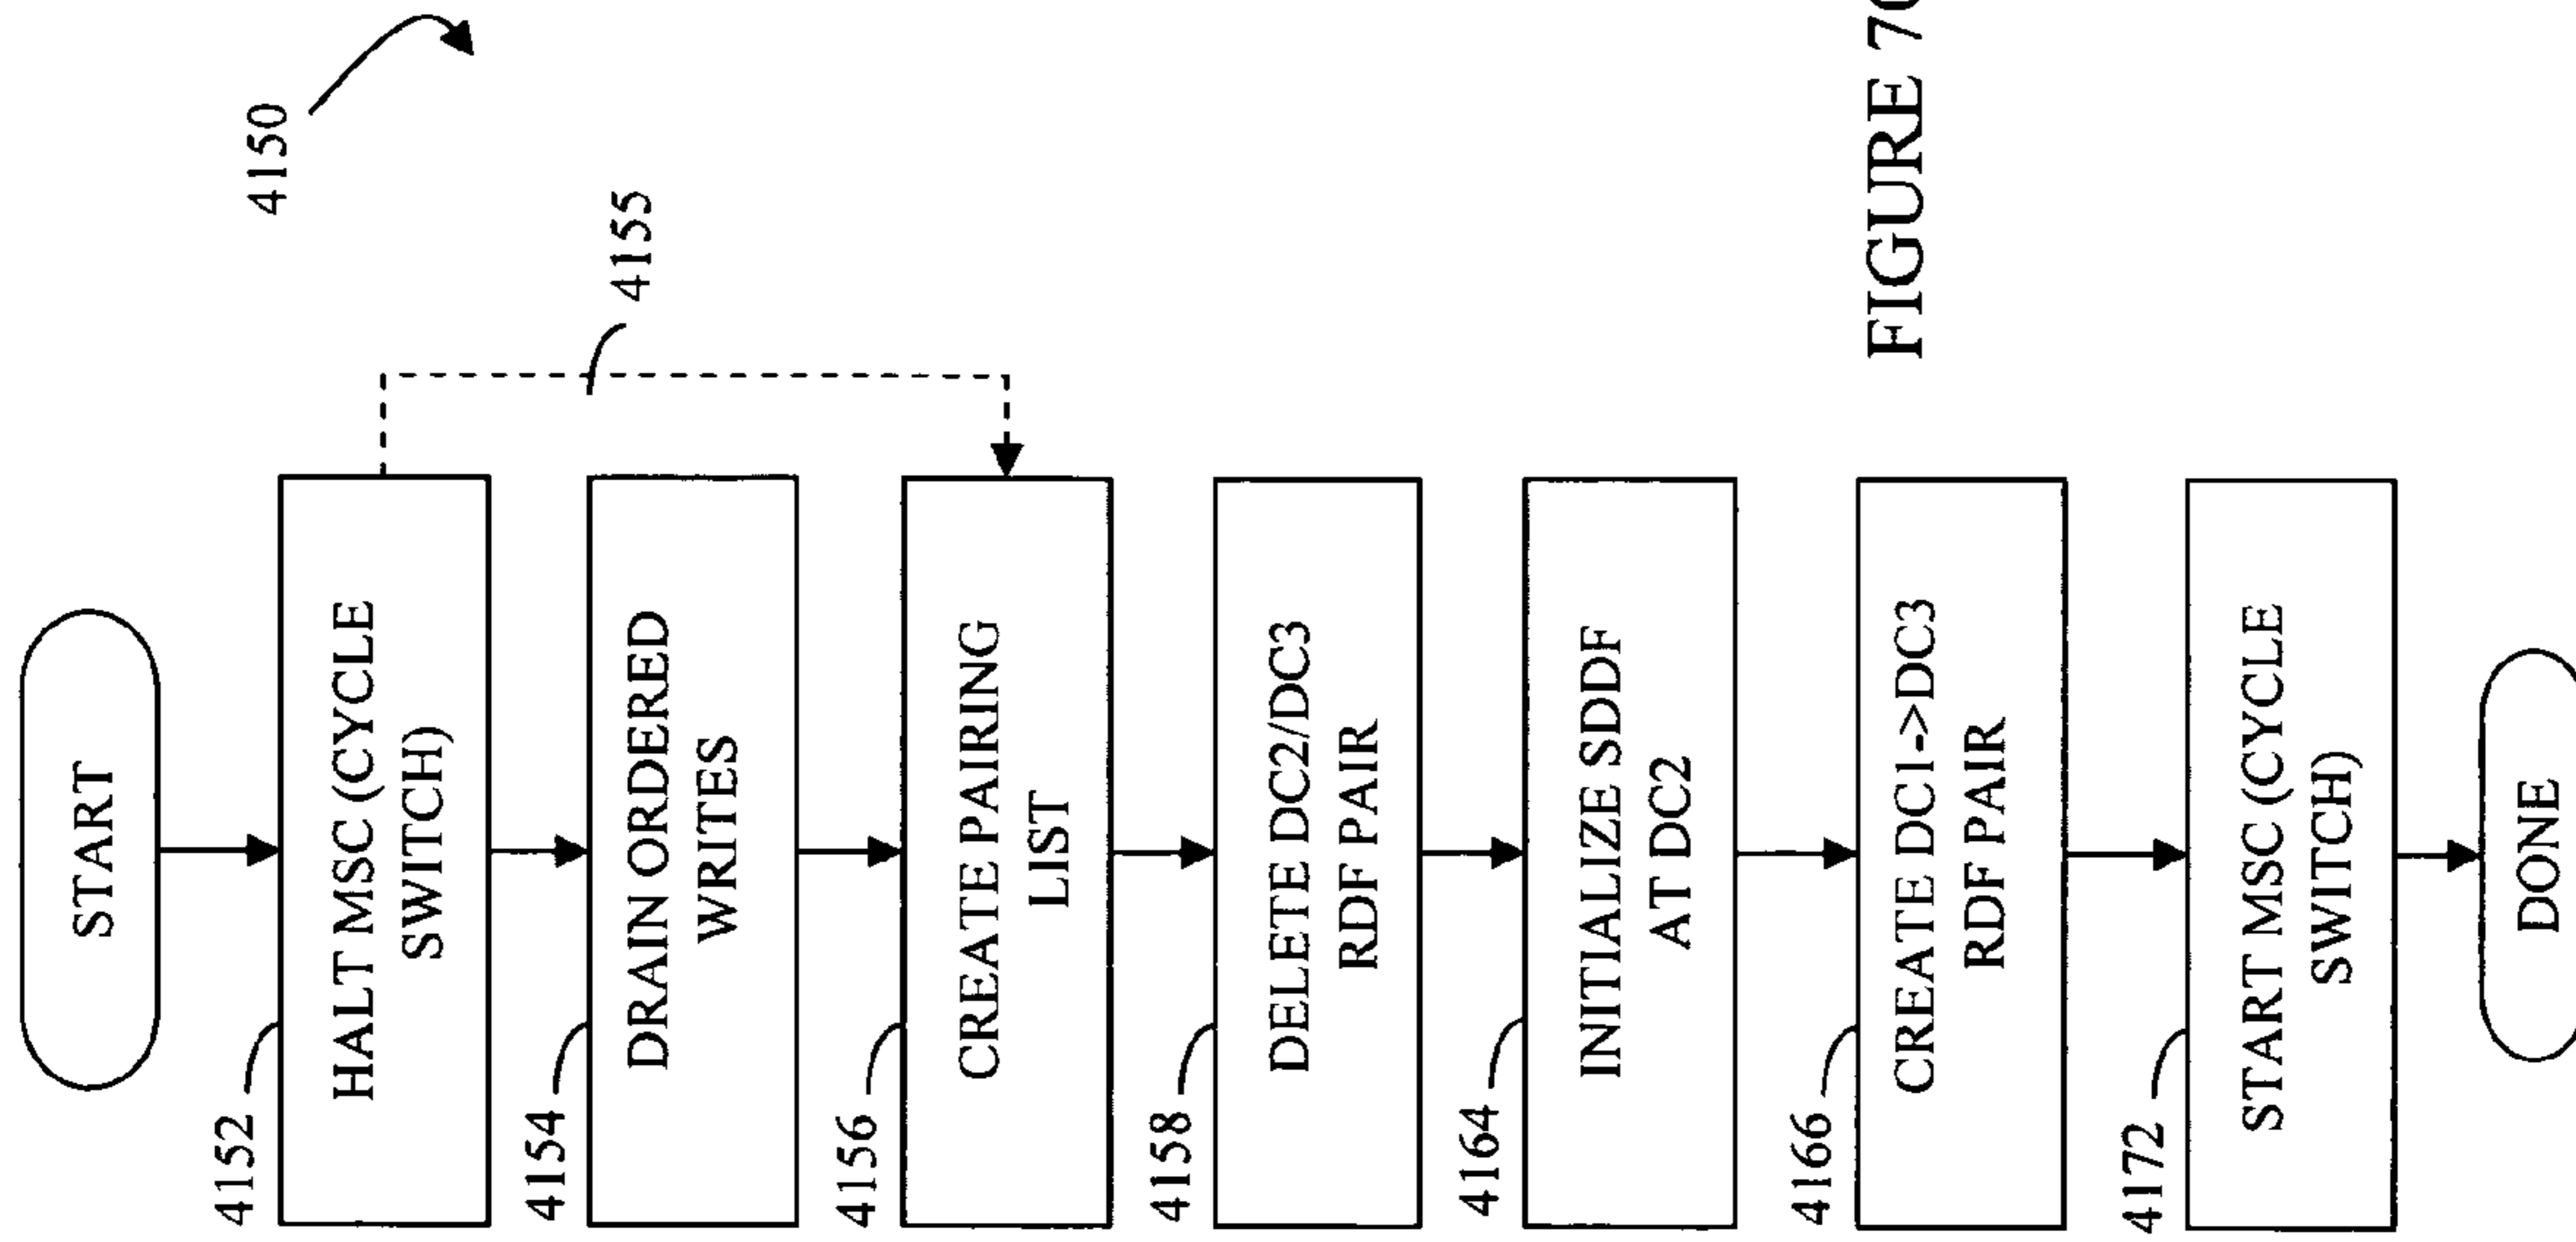 4150
START
4152
HALT MSC (CYCLE
SWITCH)
4154
DRAIN ORDERED
WRITES
4155
4156
CREATE PAIRING
LIST
4158
DELETE DC2/DC3
RDF PAIR
4164
INITIALIZE SDDF
AT DC2
4166
CREATE DC1->DC3
RDF PAIR
4172
START MSC (CYCLE
SWITCH)
DONE
FIGURE 70